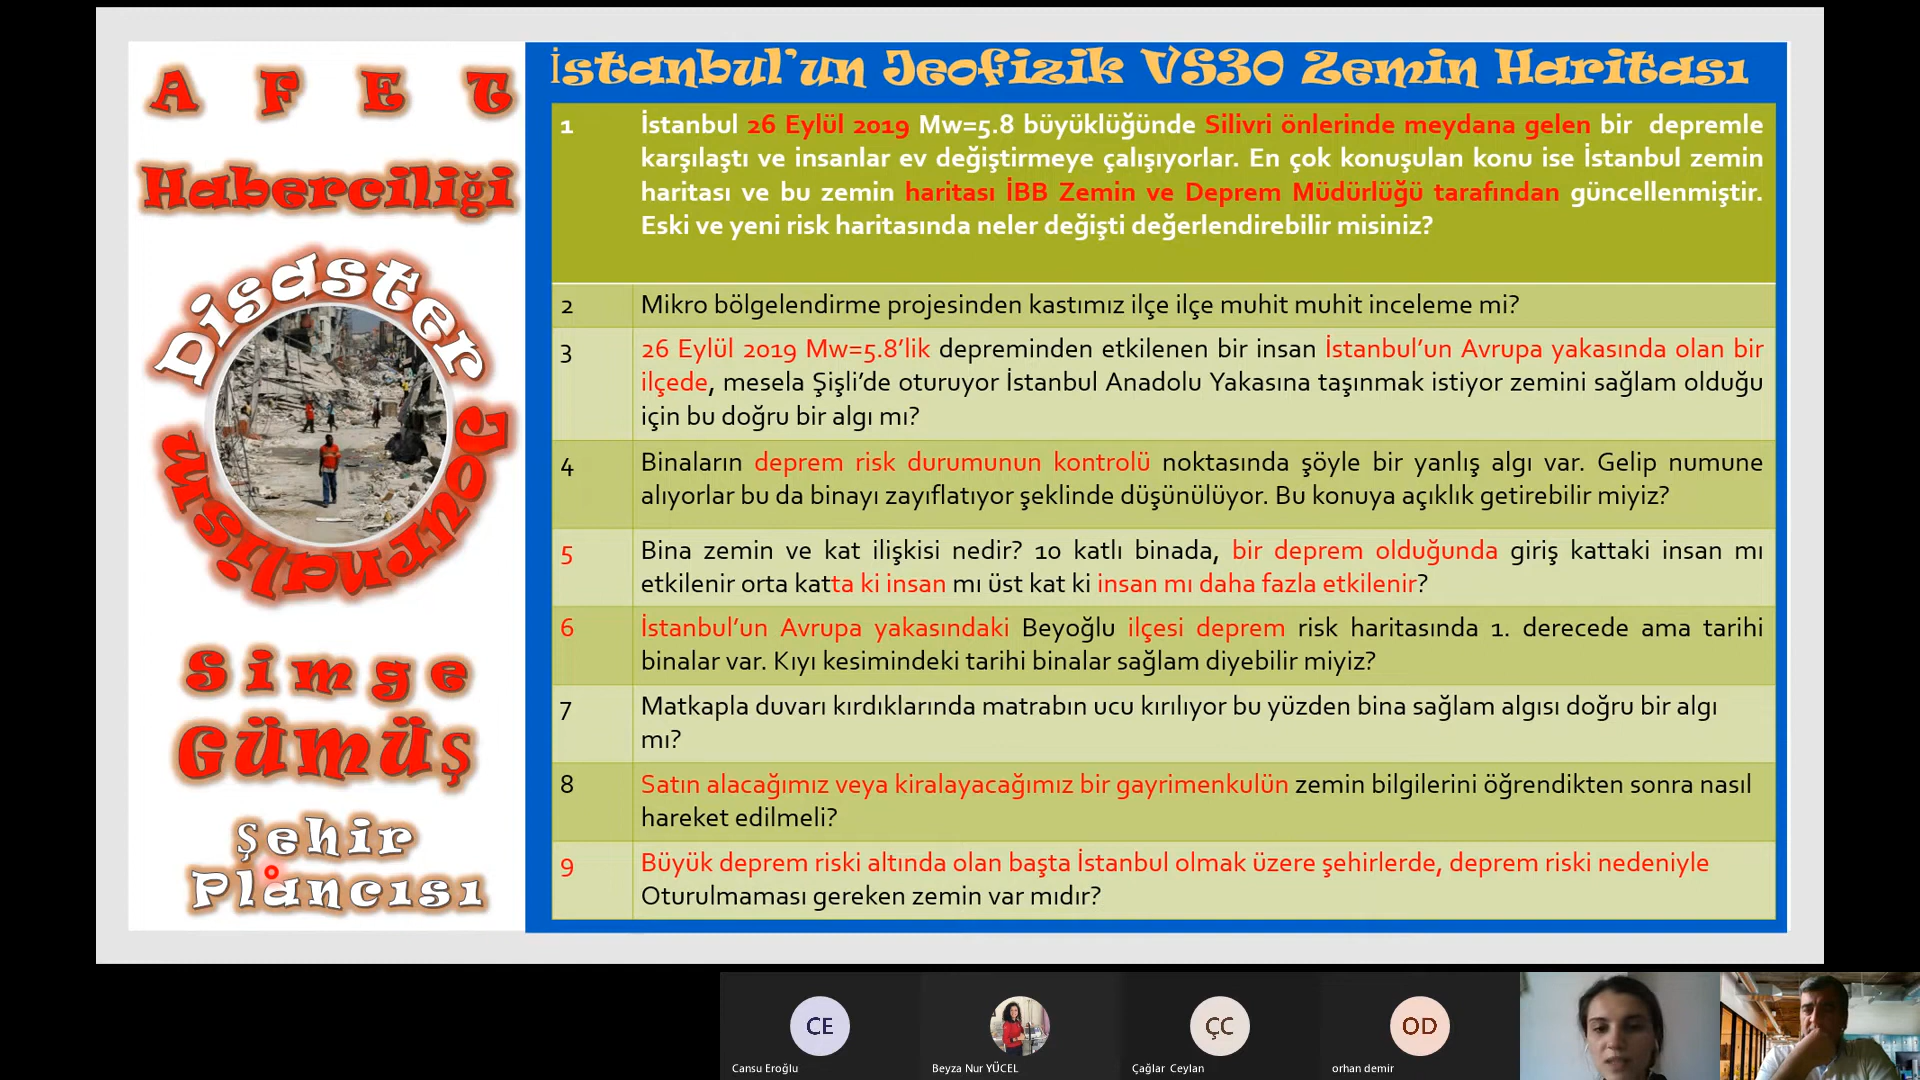 A F E T
Haberciliği
Disaster
Journalism
Simge
GÜMÜŞ
Şehir
Plancısı
İstanbul'un Jeofizik VS30 Zemin Haritası
1 İstanbul 26 Eylül 2019 Mw=5.8 büyüklüğünde Silivri önlerinde meydana gelen bir depremle
karşılaştı ve insanlar ev değiştirmeye çalışıyorlar. En çok konuşulan konu ise İstanbul zemin
haritası ve bu zemin haritası İBB Zemin ve Deprem Müdürlüğü tarafından güncellenmiştir.
Eski ve yeni risk haritasında neler değişti değerlendirebilir misiniz?
2 Mikro bölgelendirme projesinden kastımız ilçe ilçe muhit muhit inceleme mi?
3 26 Eylül 2019 Mw=5.8'lik depreminden etkilenen bir insan İstanbul'un Avrupa yakasında olan bir
ilçede, mesela Şişli'de oturuyor İstanbul Anadolu Yakasına taşınmak istiyor zemini sağlam olduğu
için bu doğru bir algı mı?
4 Binaların deprem risk durumunun kontrolü noktasında şöyle bir yanlış algı var. Gelip numune
alıyorlar bu da binayı zayıflatıyor şeklinde düşünülüyor. Bu konuya açıklık getirebilir miyiz?
5 Bina zemin ve kat ilişkisi nedir? 10 katlı binada, bir deprem olduğunda giriş kattaki insan mı
etkilenir orta katta ki insan mı üst kat ki insan mı daha fazla etkilenir?
6 İstanbul'un Avrupa yakasındaki Beyoğlu ilçesi deprem risk haritasında 1. derecede ama tarihi
binalar var. Kıyı kesimindeki tarihi binalar sağlam diyebilir miyiz?
7 Matkapla duvarı kırdıklarında matrabın ucu kırılıyor bu yüzden bina sağlam algısı doğru bir algı
mı?
8 Satın alacağımız veya kiralayacağımız bir gayrimenkulün zemin bilgilerini öğrendikten sonra nasıl
hareket edilmeli?
9 Büyük deprem riski altında olan başta İstanbul olmak üzere şehirlerde, deprem riski nedeniyle
Oturulmaması gereken zemin var mıdır?
CE
ÇC
OD
Cansu Eroğlu
Beyza Nur YÜCEL
Çağlar Ceylan
orhan demir